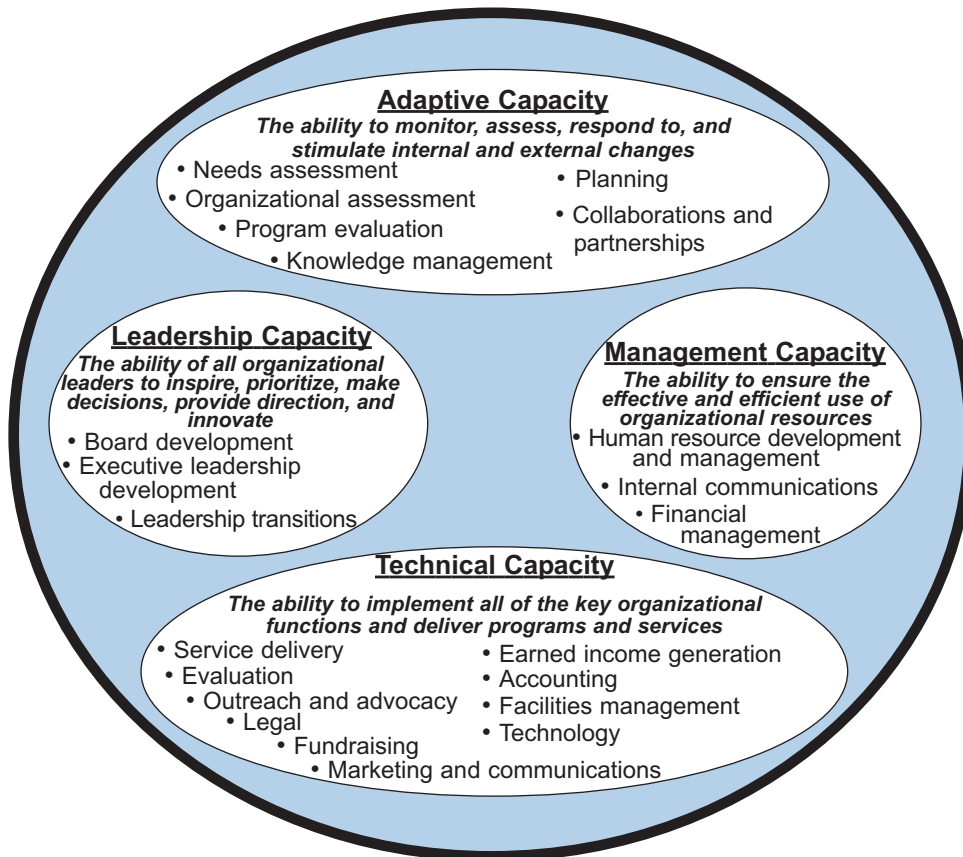 Adaptive Capacity
The ability to monitor, assess, respond to, and
stimulate internal and external changes
• Needs assessment
• Organizational assessment
• Program evaluation
• Knowledge management
• Planning
• Collaborations and
partnerships
Leadership Capacity
The ability of all organizational
leaders to inspire, prioritize, make
decisions, provide direction, and
innovate
• Board development
• Executive leadership
development
• Leadership transitions
Management Capacity
The ability to ensure the
effective and efficient use of
organizational resources
• Human resource development
and management
• Internal communications
• Financial
management
Technical Capacity
The ability to implement all of the key organizational
functions and deliver programs and services
• Service delivery
• Evaluation
• Outreach and advocacy
• Legal
• Fundraising
• Marketing and communications
• Earned income generation
• Accounting
• Facilities management
• Technology